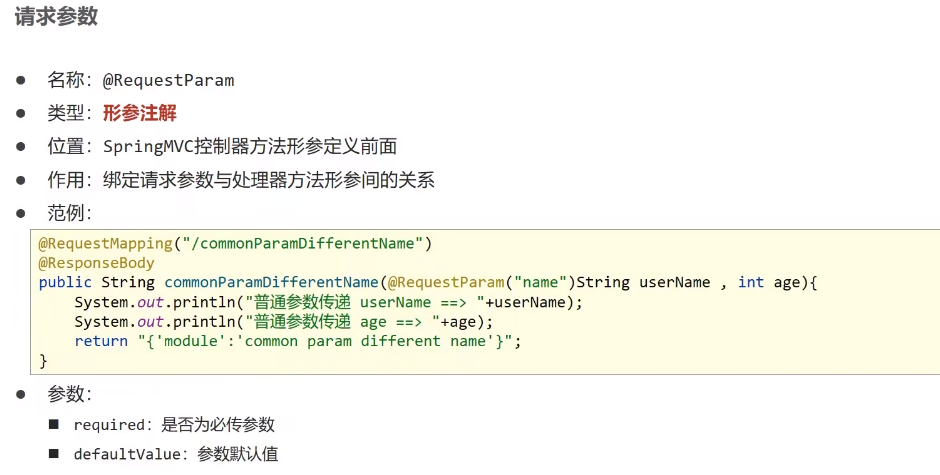 请求参数
● 名称：@RequestParam
● 类型：形参注解
● 位置：SpringMVC控制器方法形参定义前面
● 作用：绑定请求参数与处理器方法形参间的关系
● 范例：
@RequestMapping("/commonParamDifferentName")
@ResponseBody
public String commonParamDifferentName(@RequestParam("name")String userName , int age){
    System.out.println("普通参数传递 userName ==> "+userName);
    System.out.println("普通参数传递 age ==> "+age);
    return "{'module':'common param different name'}";
}
● 参数：
■ required：是否为必传参数
■ defaultValue：参数默认值